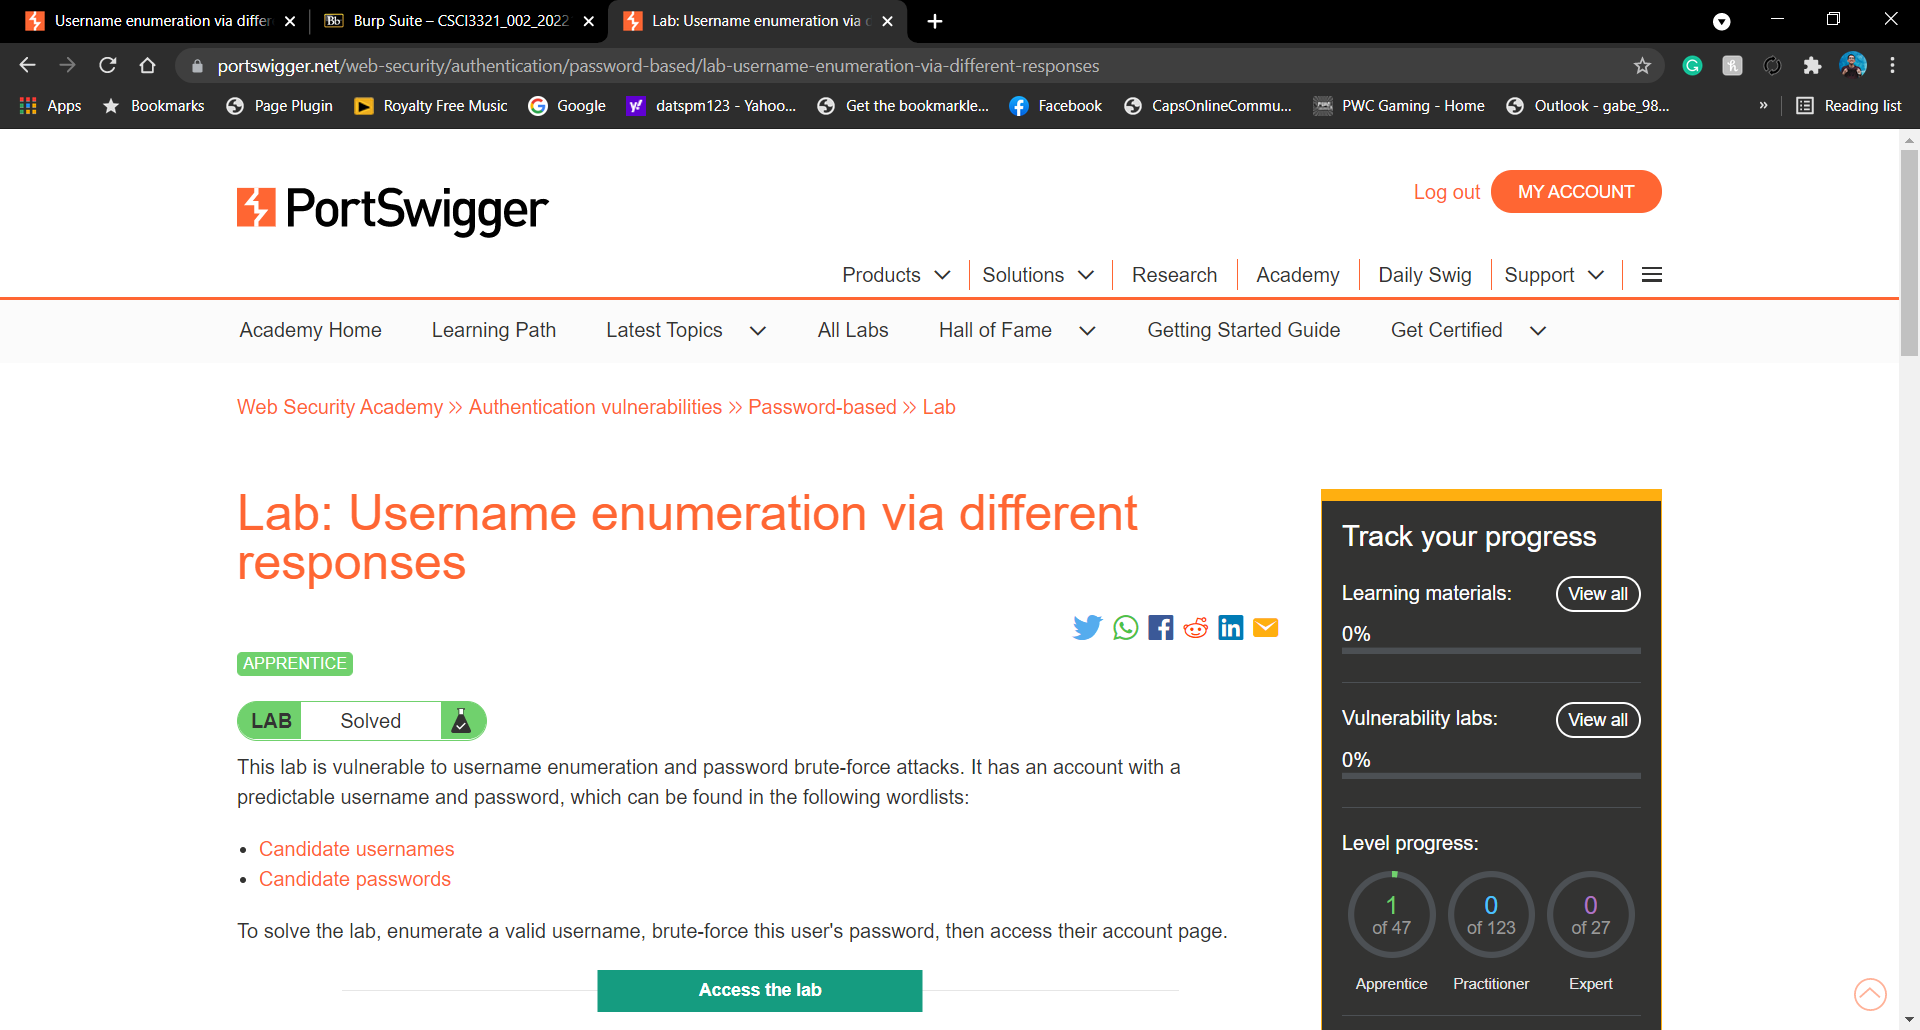 Username enumeration via differ
Burp Suite – CSCI3321_002_2022
Lab: Username enumeration via
portswigger.net/web-security/authentication/password-based/lab-username-enumeration-via-different-responses
Apps
Bookmarks
Page Plugin
Royalty Free Music
Google
datspm123 - Yahoo...
Get the bookmarkle...
Facebook
CapsOnlineCommu...
PWC Gaming - Home
Outlook - gabe_98...
»
Reading list
PortSwigger
Log out
MY ACCOUNT
Products
Solutions
Research
Academy
Daily Swig
Support
Academy Home
Learning Path
Latest Topics
All Labs
Hall of Fame
Getting Started Guide
Get Certified
Web Security Academy » Authentication vulnerabilities » Password-based » Lab
Lab: Username enumeration via different
responses
APPRENTICE
LAB
Solved
This lab is vulnerable to username enumeration and password brute-force attacks. It has an account with a
predictable username and password, which can be found in the following wordlists:
• Candidate usernames
• Candidate passwords
To solve the lab, enumerate a valid username, brute-force this user's password, then access their account page.
Access the lab
Track your progress
Learning materials:
View all
0%
Vulnerability labs:
View all
0%
Level progress:
1
of 47
0
of 123
0
of 27
Apprentice
Practitioner
Expert